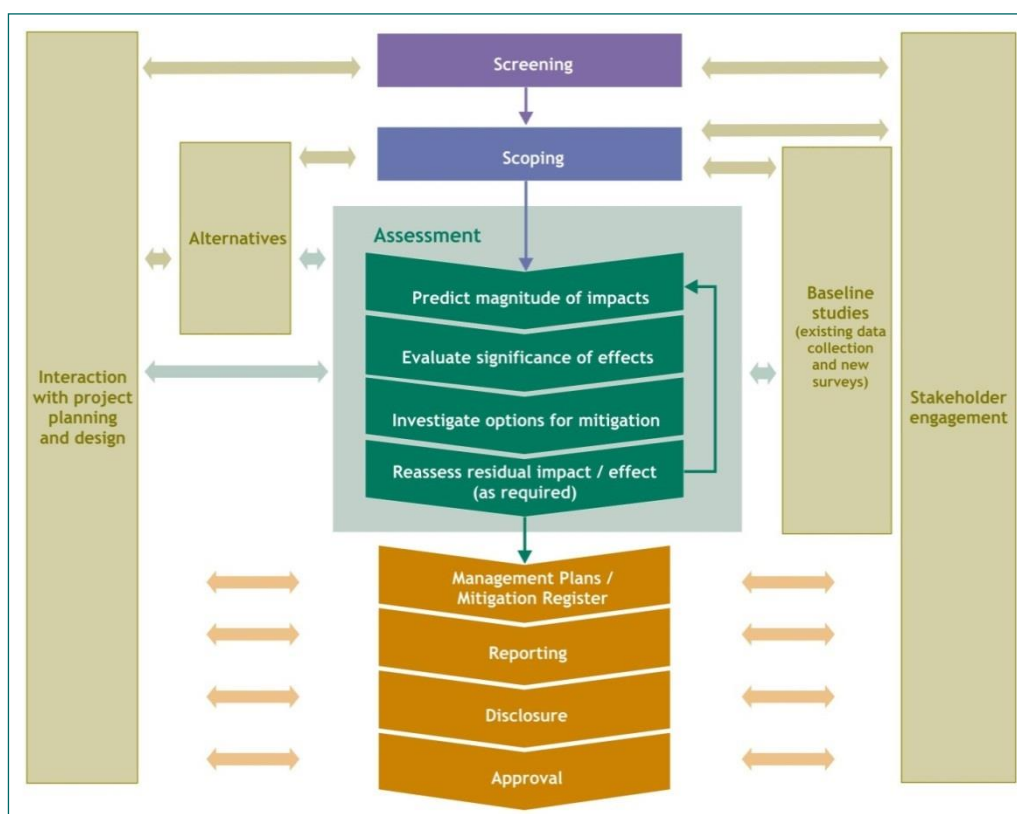 Screening
Scoping
Alternatives
Assessment
Predict magnitude of impacts
Evaluate significance of effects
Investigate options for mitigation
Reassess residual impact / effect
(as required)
Baseline
studies
(existing data
collection
and new
surveys)
Interaction
with project
planning
and design
Stakeholder
engagement
Management Plans /
Mitigation Register
Reporting
Disclosure
Approval